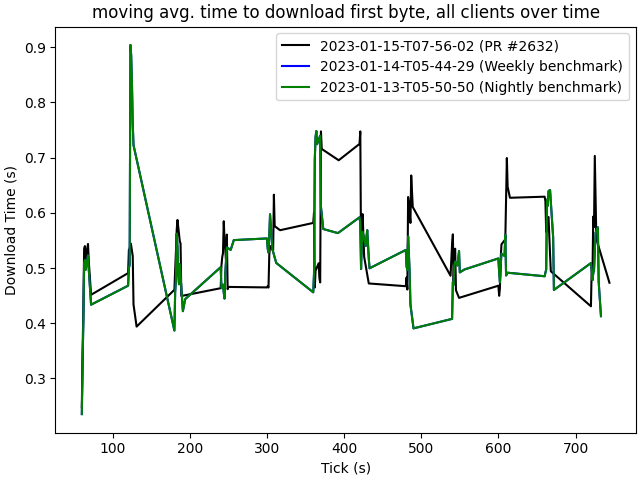 moving avg. time to download first byte, all clients over time
2023-01-15-T07-56-02 (PR #2632)
2023-01-14-T05-44-29 (Weekly benchmark)
2023-01-13-T05-50-50 (Nightly benchmark)
Download Time (s)
0.9
0.8
0.7
0.6
0.5
0.4
0.3
100 200 300 400 500 600 700
Tick (s)